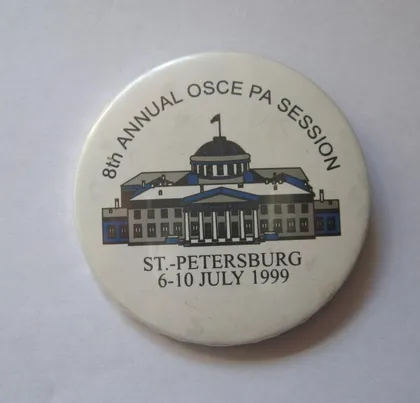 8th ANNUAL OSCE PA SESSION
ST.-PETERSBURG
6-10 JULY 1999